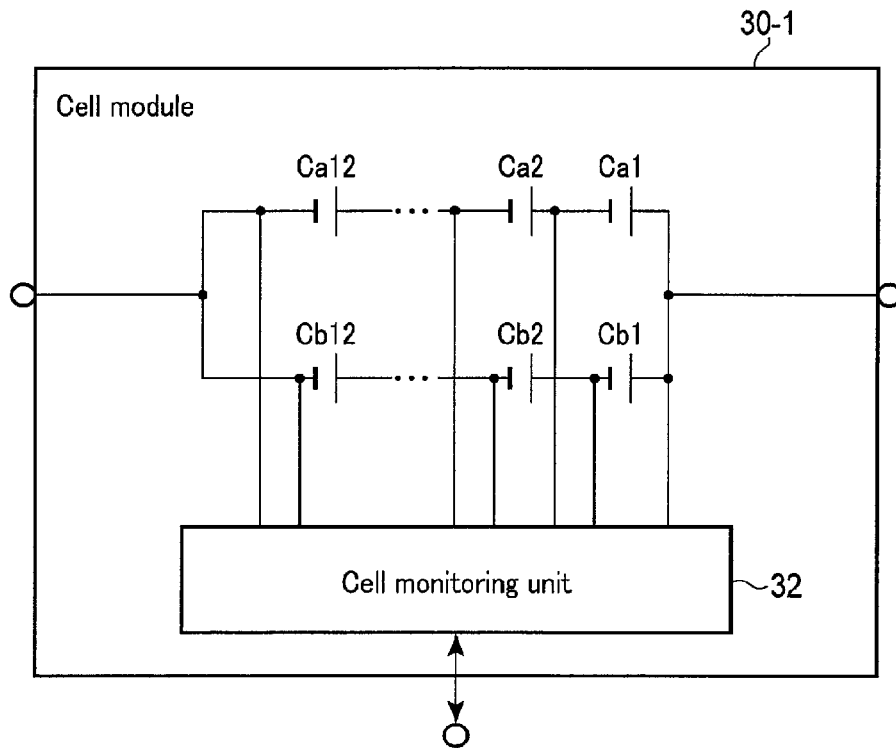 30-1
Cell module
Ca12 Ca2 Ca1
...
Cb12 Cb2 Cb1
...
Cell monitoring unit
32